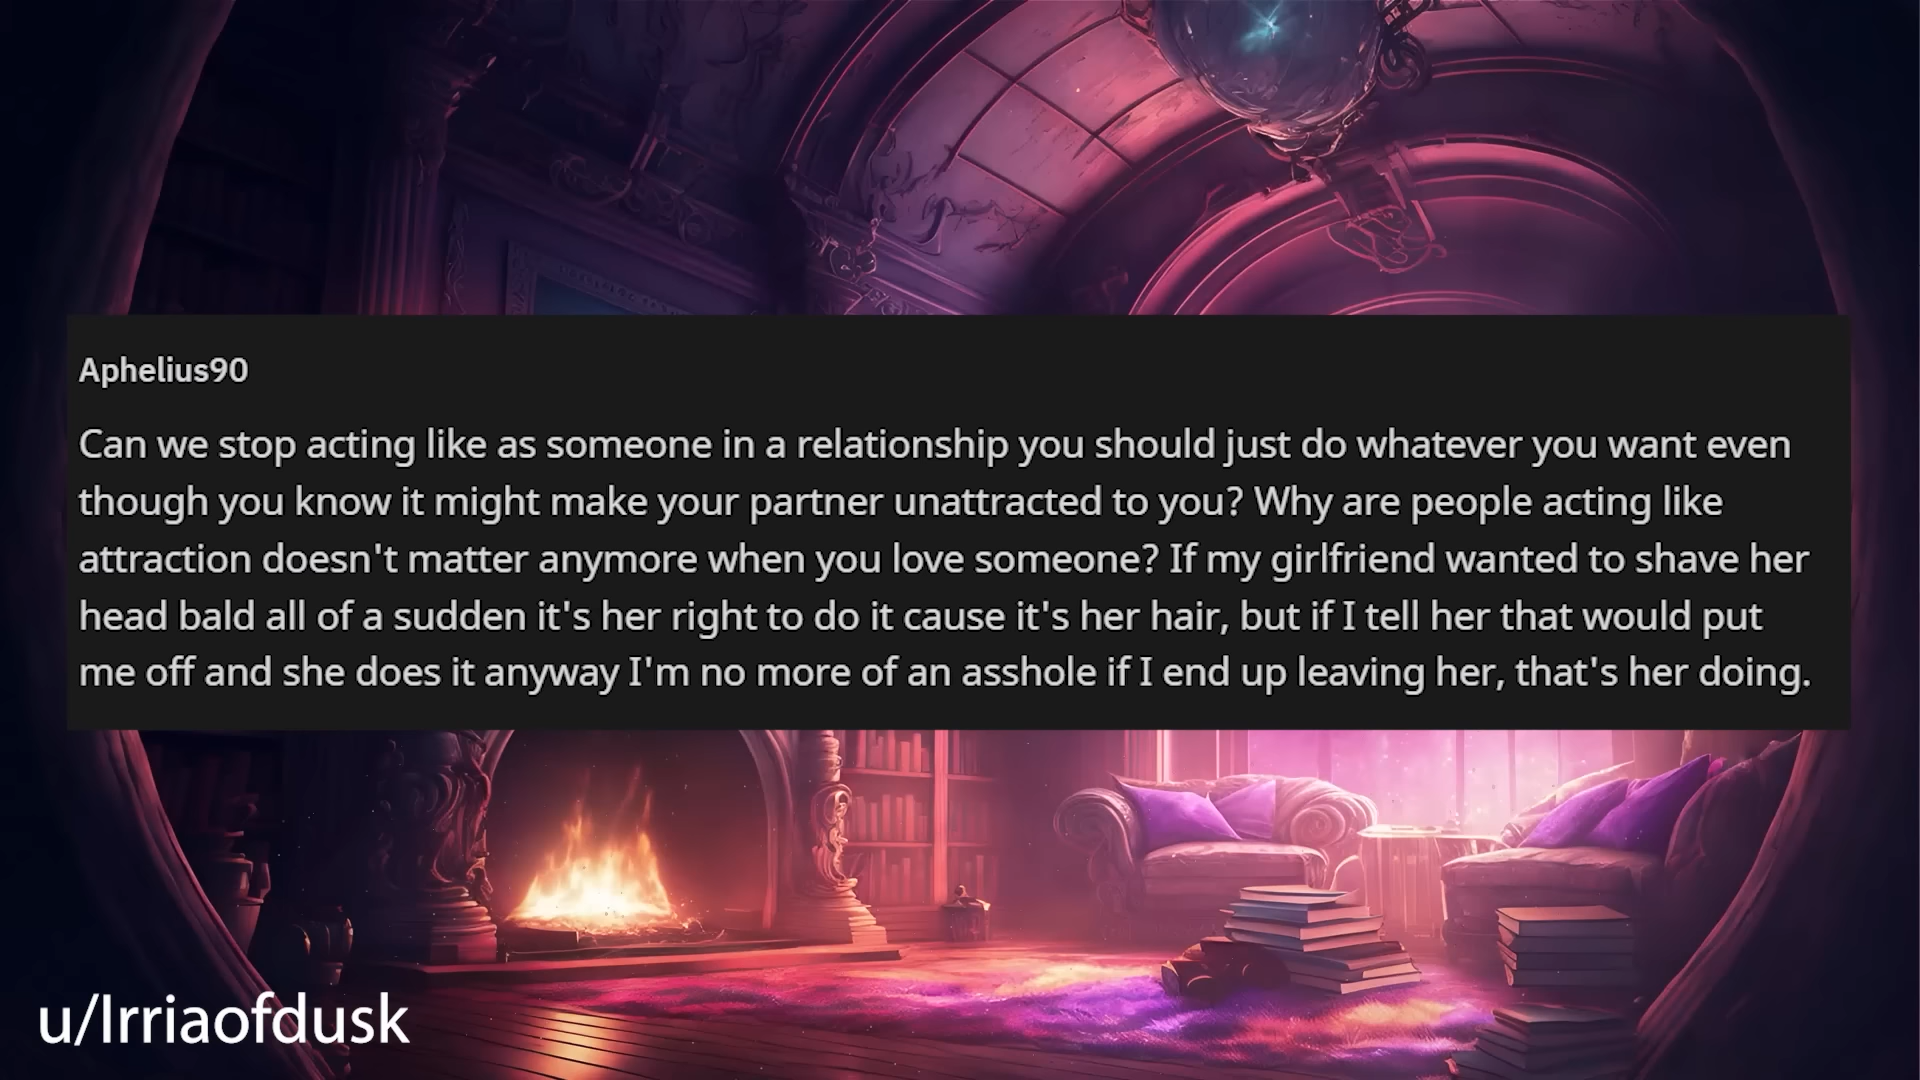 Aphelius90
Can we stop acting like as someone in a relationship you should just do whatever you want even
though you know it might make your partner unattracted to you? Why are people acting like
attraction doesn't matter anymore when you love someone? If my girlfriend wanted to shave her
head bald all of a sudden it's her right to do it cause it's her hair, but if I tell her that would put
me off and she does it anyway I'm no more of an asshole if I end up leaving her, that's her doing.
u/Irriaofdusk